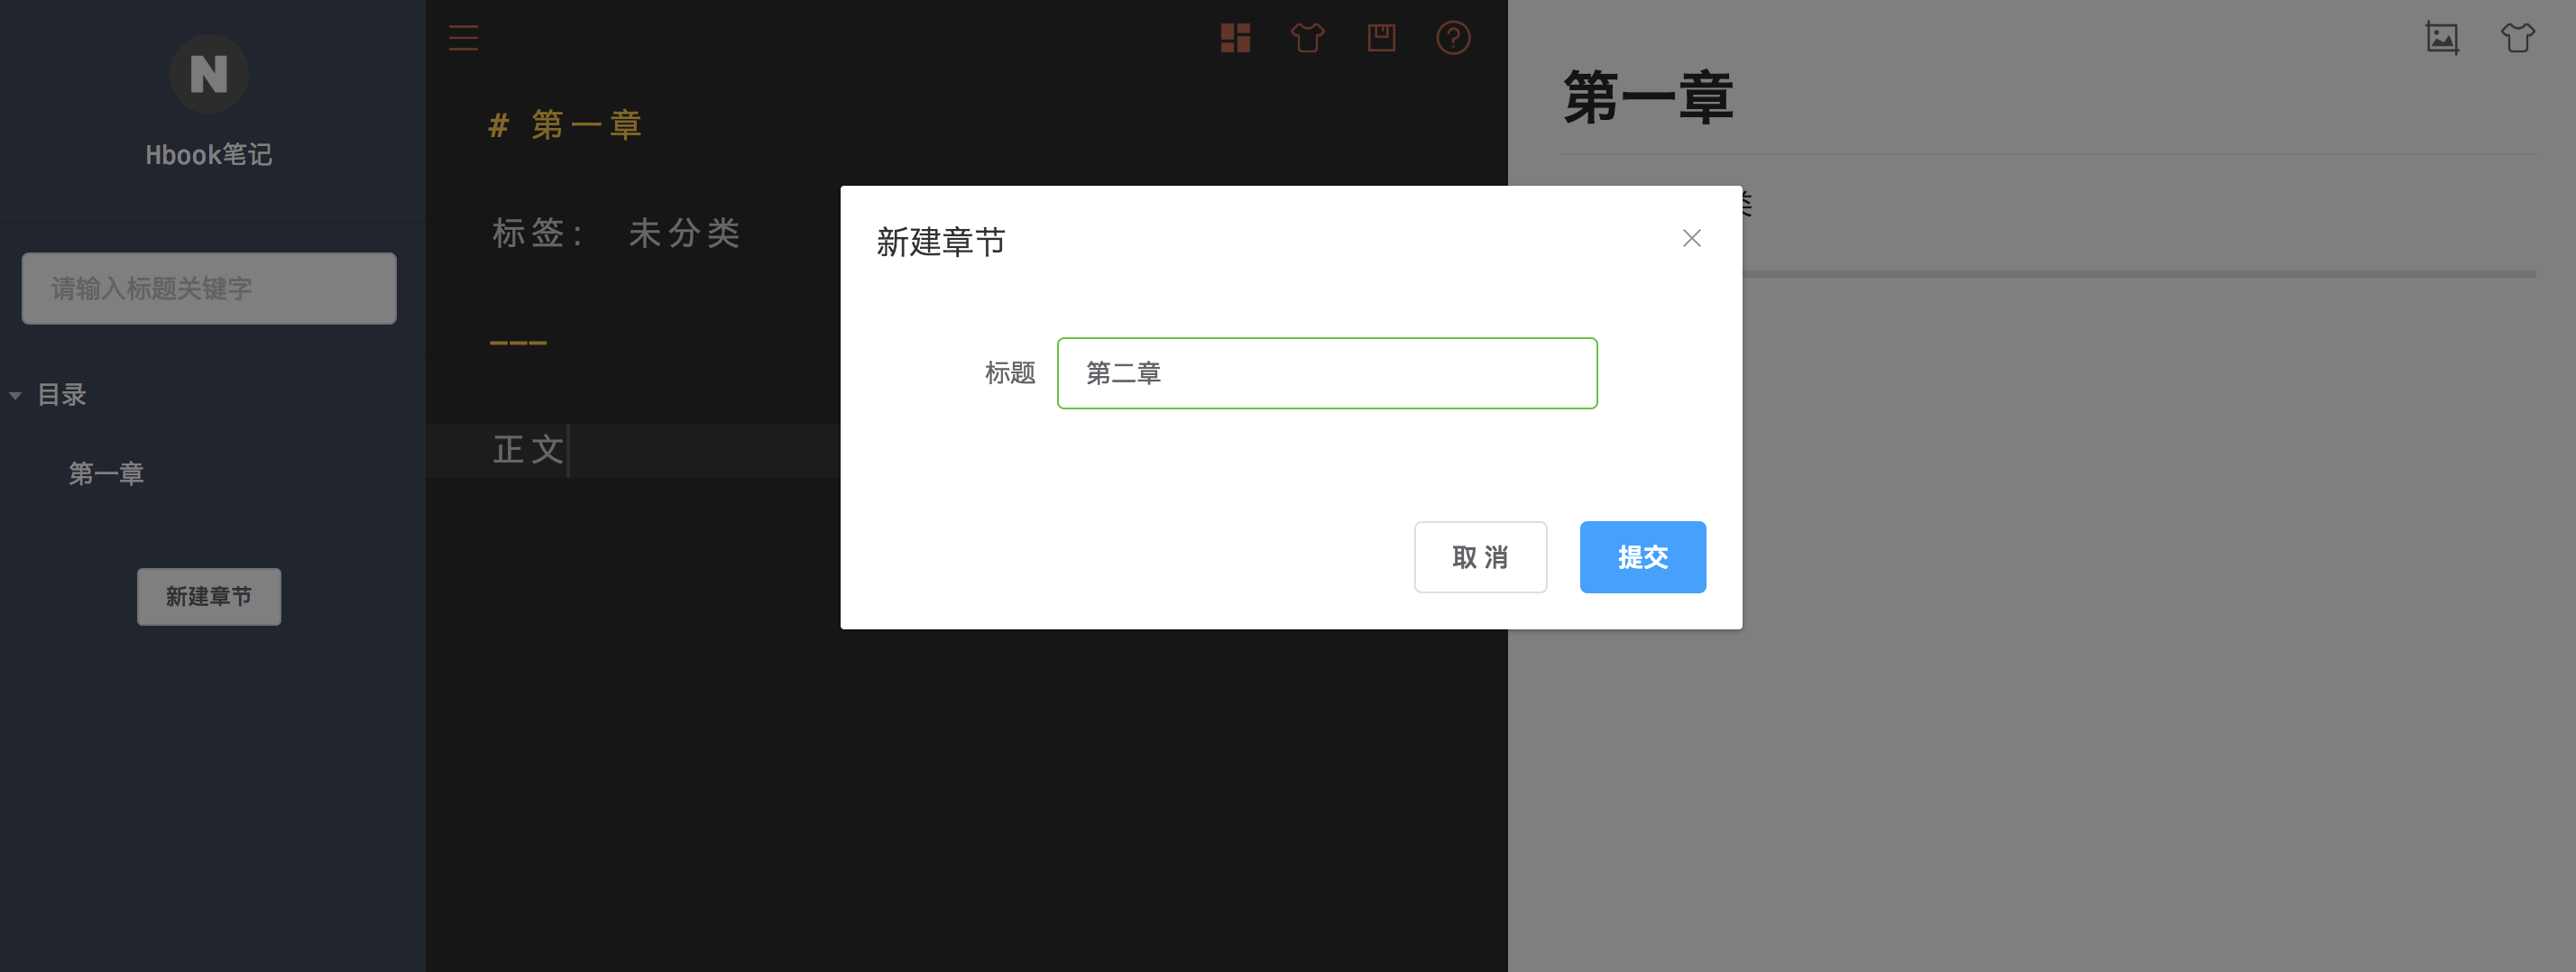 N
Hbook笔记
请输入标题关键字
目录
第一章
新建章节
# 第一章
标签: 未分类
---
正文
第一章
类
新建章节
标题
第二章
取 消
提交